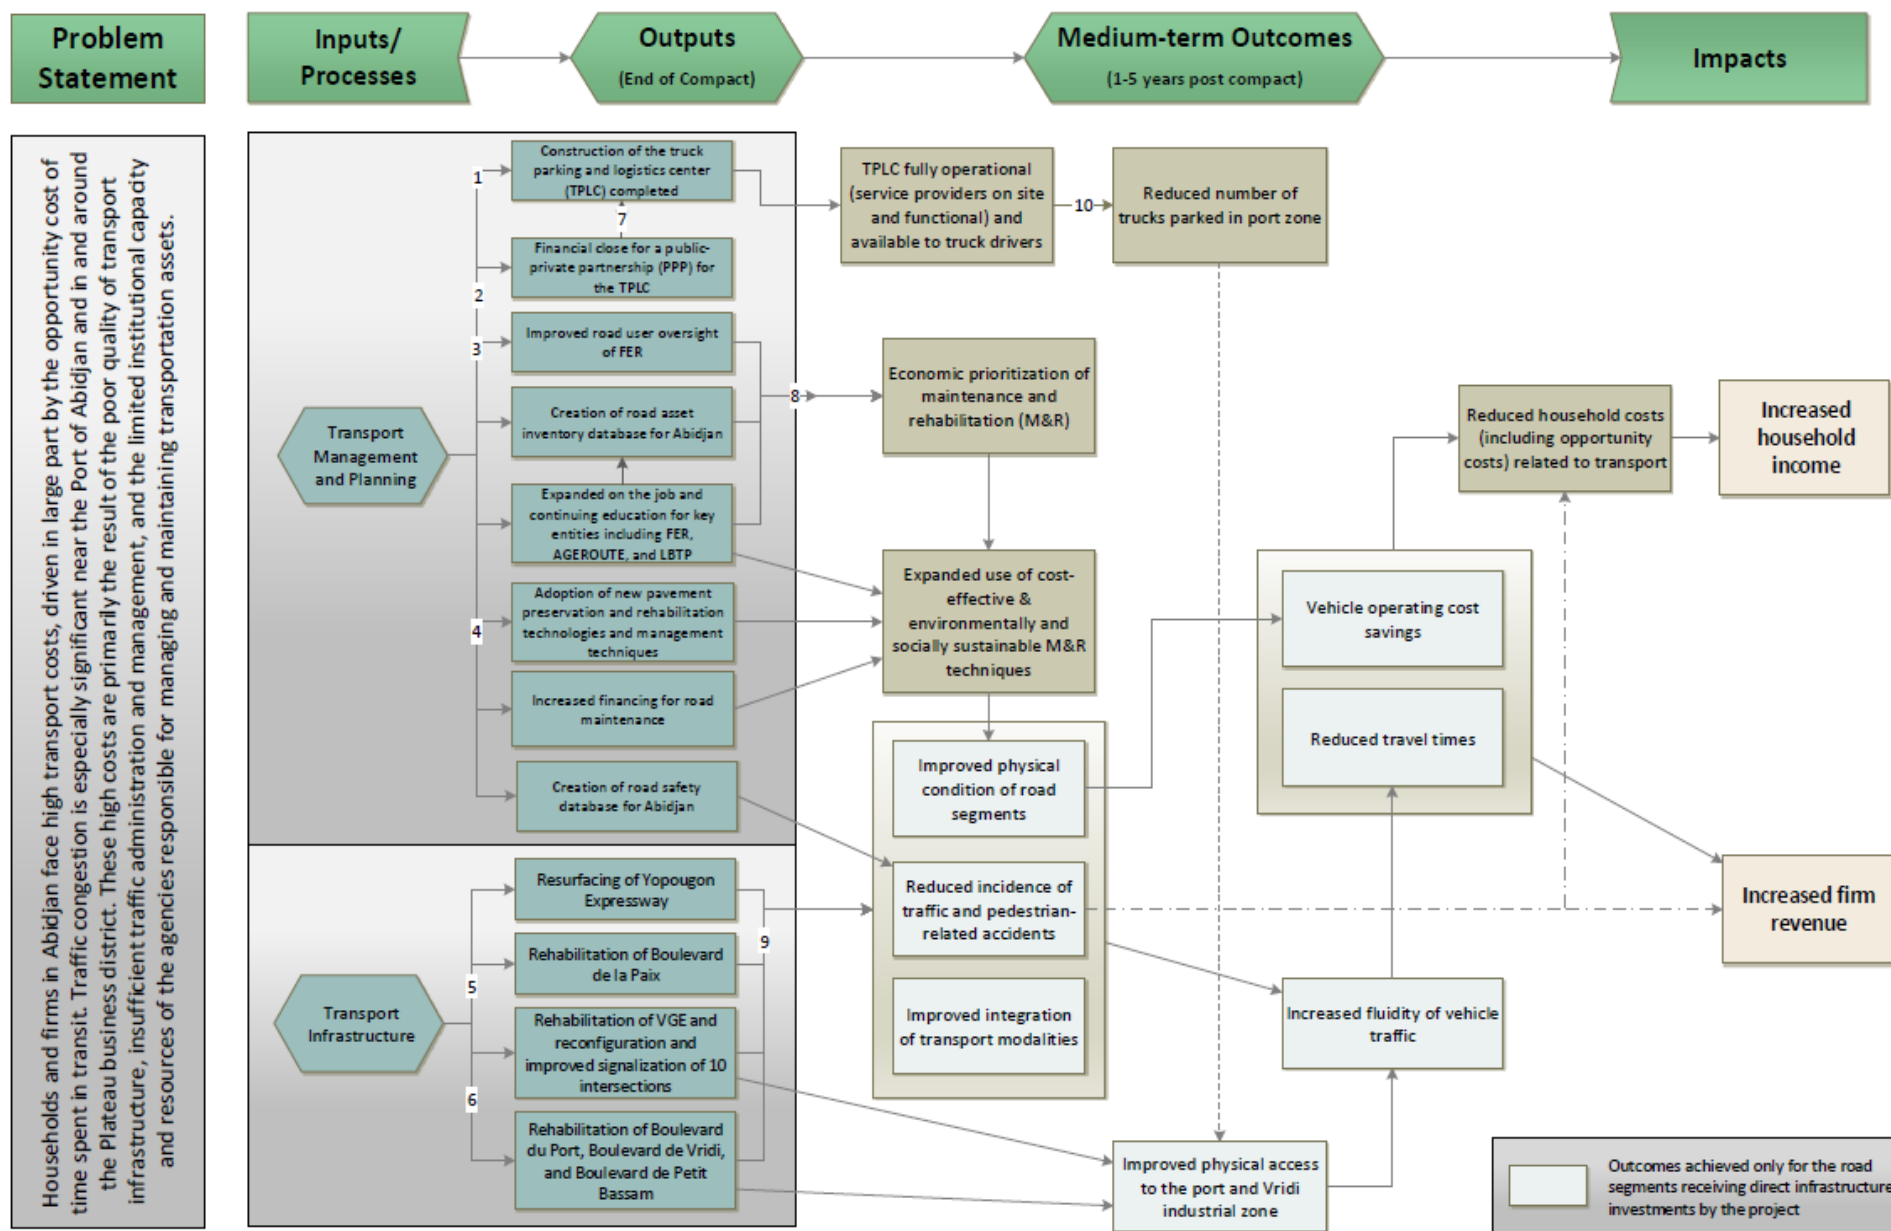 Problem
Statement
Inputs/
Processes
Outputs
(End of Compact)
Medium-term Outcomes
(1-5 years post compact)
Impacts
Households and firms in Abidjan face high transport costs, driven in large part by the opportunity cost of
time spent in transit. Traffic congestion is especially significant near the Port of Abidjan and in and around
the Plateau business district. These high costs are primarily the result of the poor quality of transport
infrastructure, insufficient traffic administration and management, and the limited institutional capacity
and resources of the agencies responsible for managing and maintaining transportation assets.
Transport
Management
and Planning
1
2
3
4
Construction of the truck
parking and logistics center
(TPLC) completed
7
Financial close for a public-
private partnership (PPP) for
the TPLC
Improved road user oversight
of FER
Creation of road asset
inventory database for Abidjan
Expanded on the job and
continuing education for key
entities including FER,
AGEROUTE, and LBTP
Adoption of new pavement
preservation and rehabilitation
technologies and management
techniques
Increased financing for road
maintenance
Creation of road safety
database for Abidjan
8
Transport
Infrastructure
5
6
Resurfacing of Yopougon
Expressway
Rehabilitation of Boulevard
de la Paix
Rehabilitation of VGE and
reconfiguration and
improved signalization of 10
intersections
Rehabilitation of Boulevard
du Port, Boulevard de Vridi,
and Boulevard de Petit
Bassam
9
TPLC fully operational
(service providers on site
and functional) and
available to truck drivers
10
Reduced number of
trucks parked in port zone
Economic prioritization of
maintenance and
rehabilitation (M&R)
Expanded use of cost-
effective &
environmentally and
socially sustainable M&R
techniques
Improved physical
condition of road
segments
Reduced incidence of
traffic and pedestrian-
related accidents
Improved integration
of transport modalities
Improved physical access
to the port and Vridi
industrial zone
Vehicle operating cost
savings
Reduced travel times
Increased fluidity of vehicle
traffic
Reduced household costs
(including opportunity
costs) related to transport
Increased
household
income
Increased firm
revenue
Outcomes achieved only for the road
segments receiving direct infrastructure
investments by the project